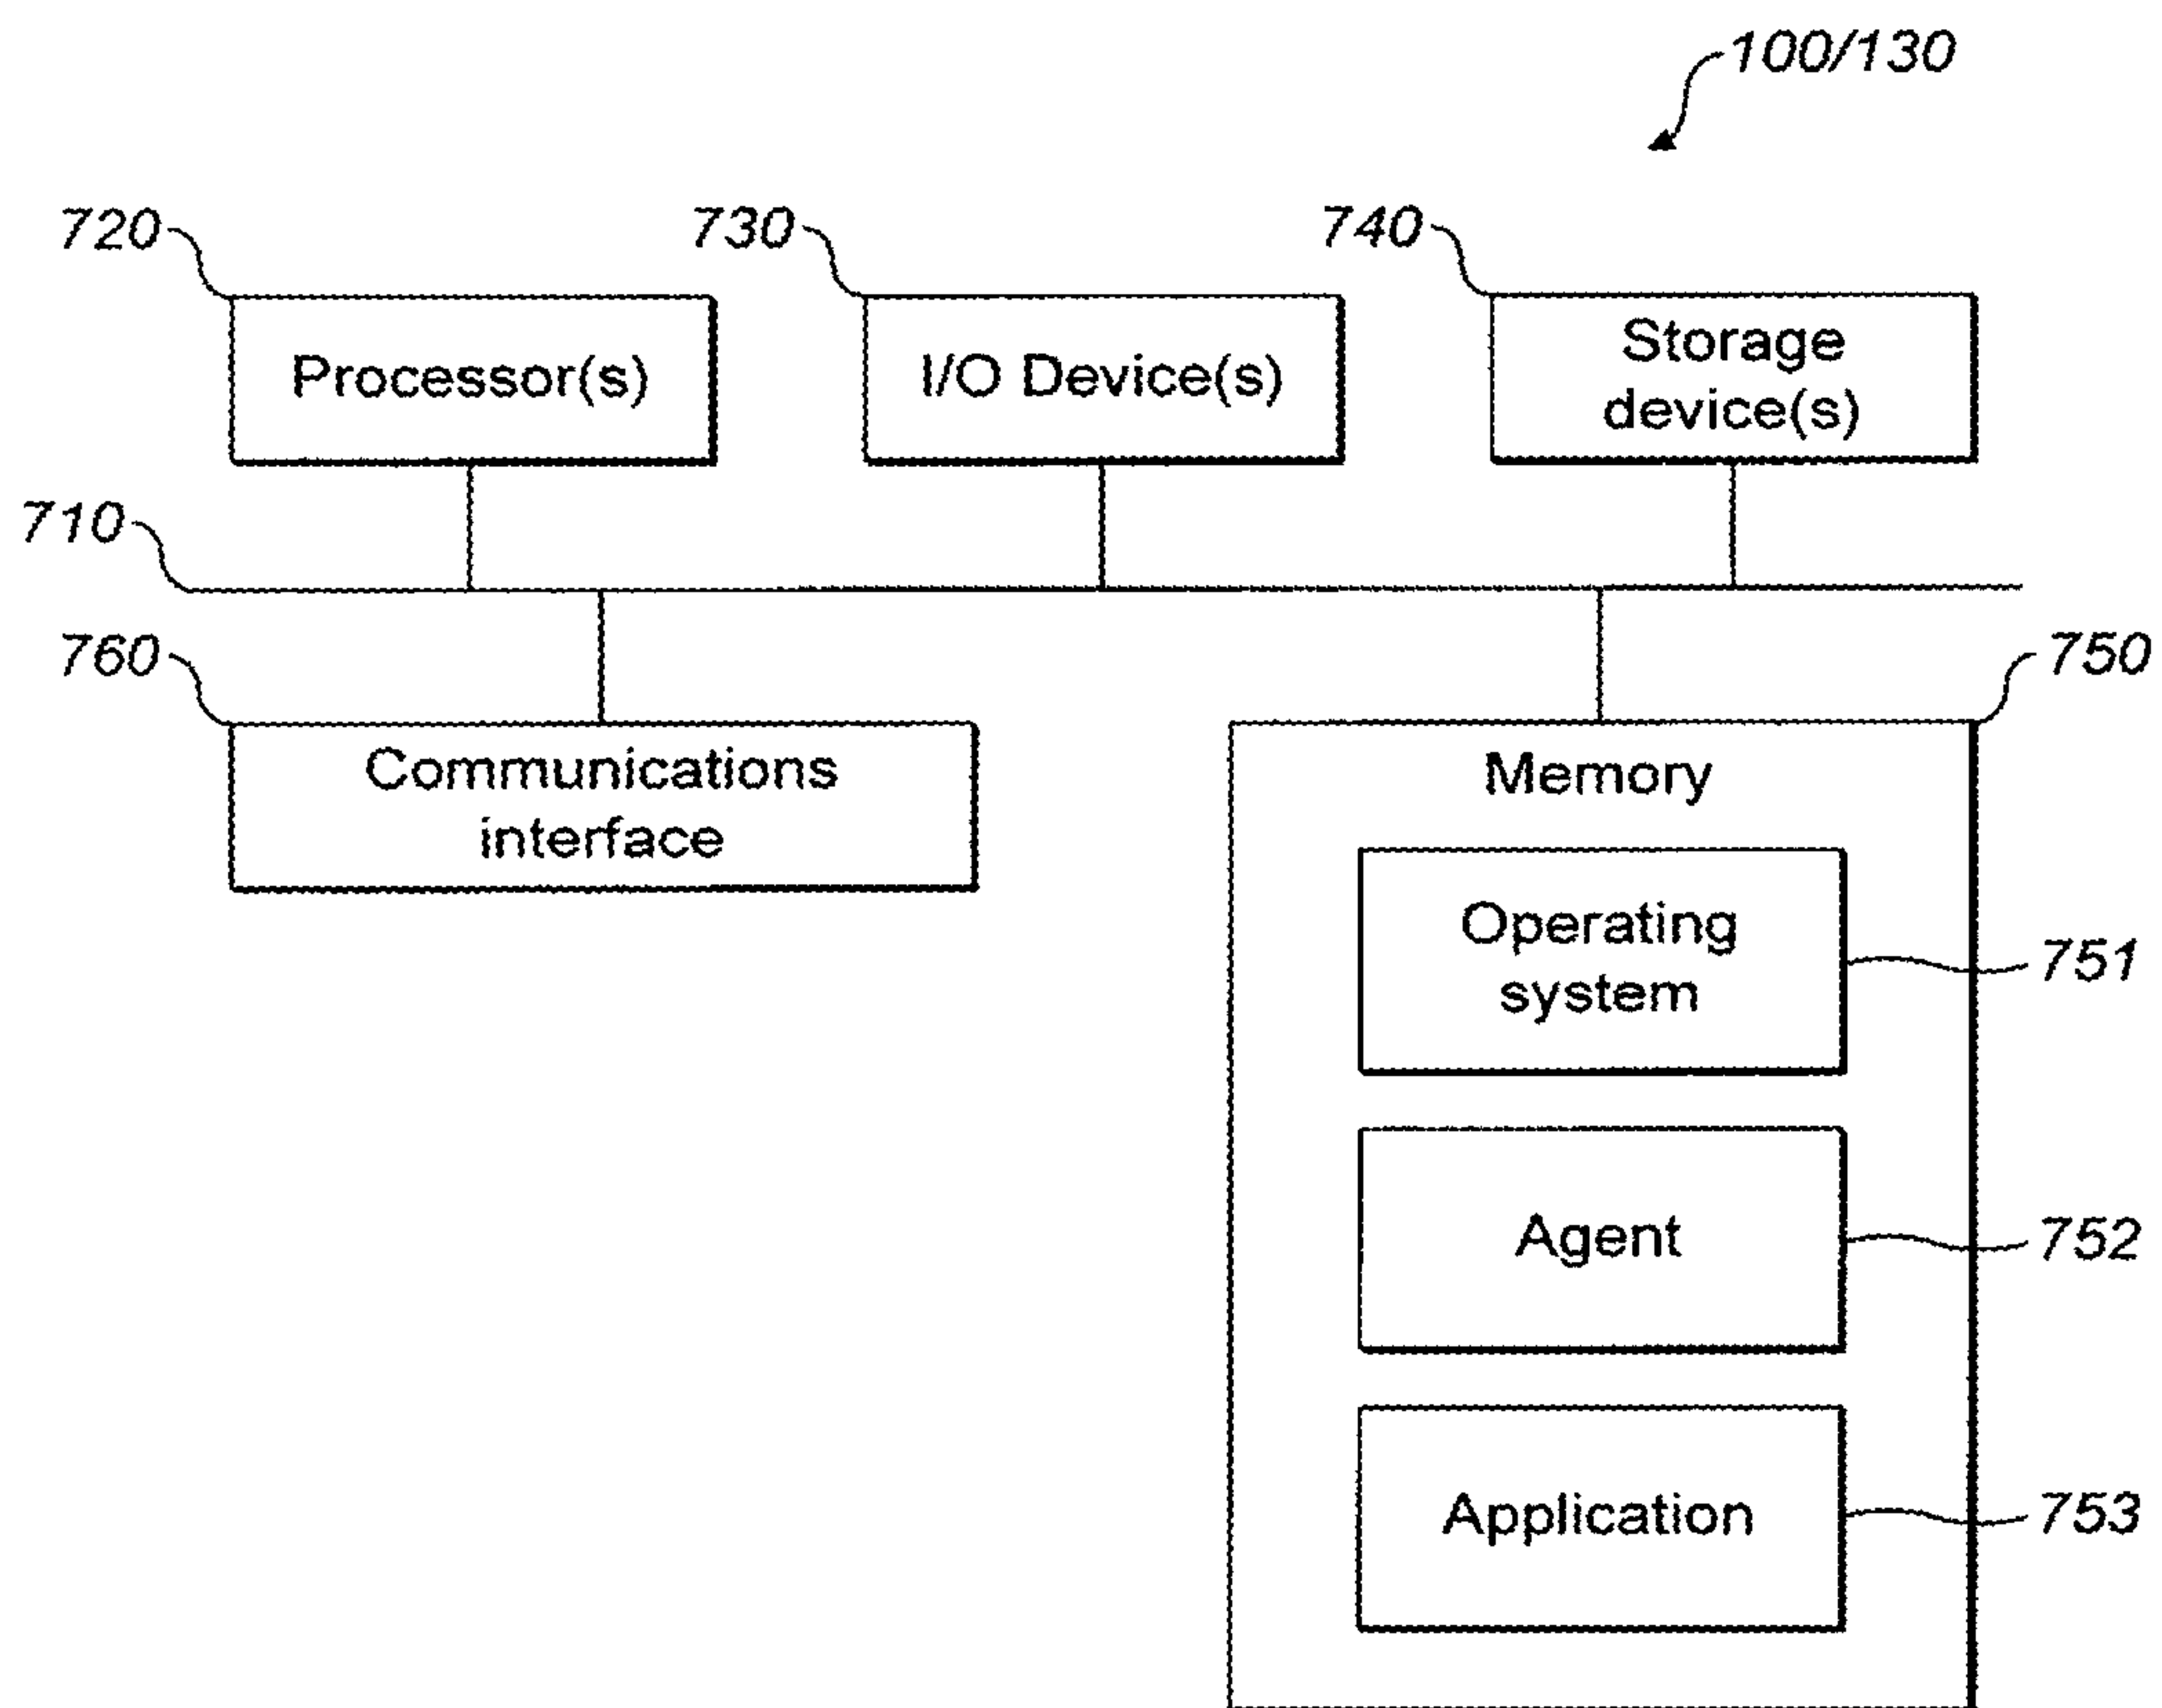 100/130
720
730
740
Processor(s)
I/O Device(s)
Storage
device(s)
710
760
750
Communications
interface
Memory
Operating
system
751
Agent
752
Application
753